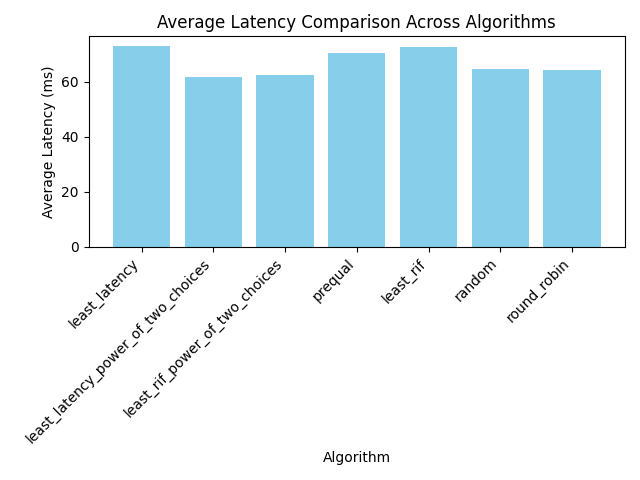 Average Latency Comparison Across Algorithms
Average Latency (ms)
60
40
20
0
least_latency
least_latency_power_of_two_choices
least_rif_power_of_two_choices
prequal
least_rif
random
round_robin
Algorithm